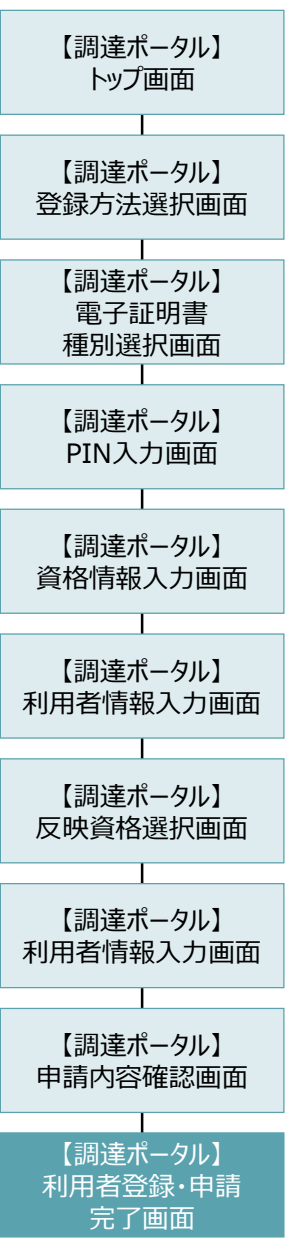 【調達ポータル】
トップ画面
【調達ポータル】
登録方法選択画面
【調達ポータル】
電子証明書
種別選択画面
【調達ポータル】
PIN入力画面
【調達ポータル】
資格情報入力画面
【調達ポータル】
利用者情報入力画面
【調達ポータル】
反映資格選択画面
【調達ポータル】
利用者情報入力画面
【調達ポータル】
申請内容確認画面
【調達ポータル】
利用者登録・申請
完了画面